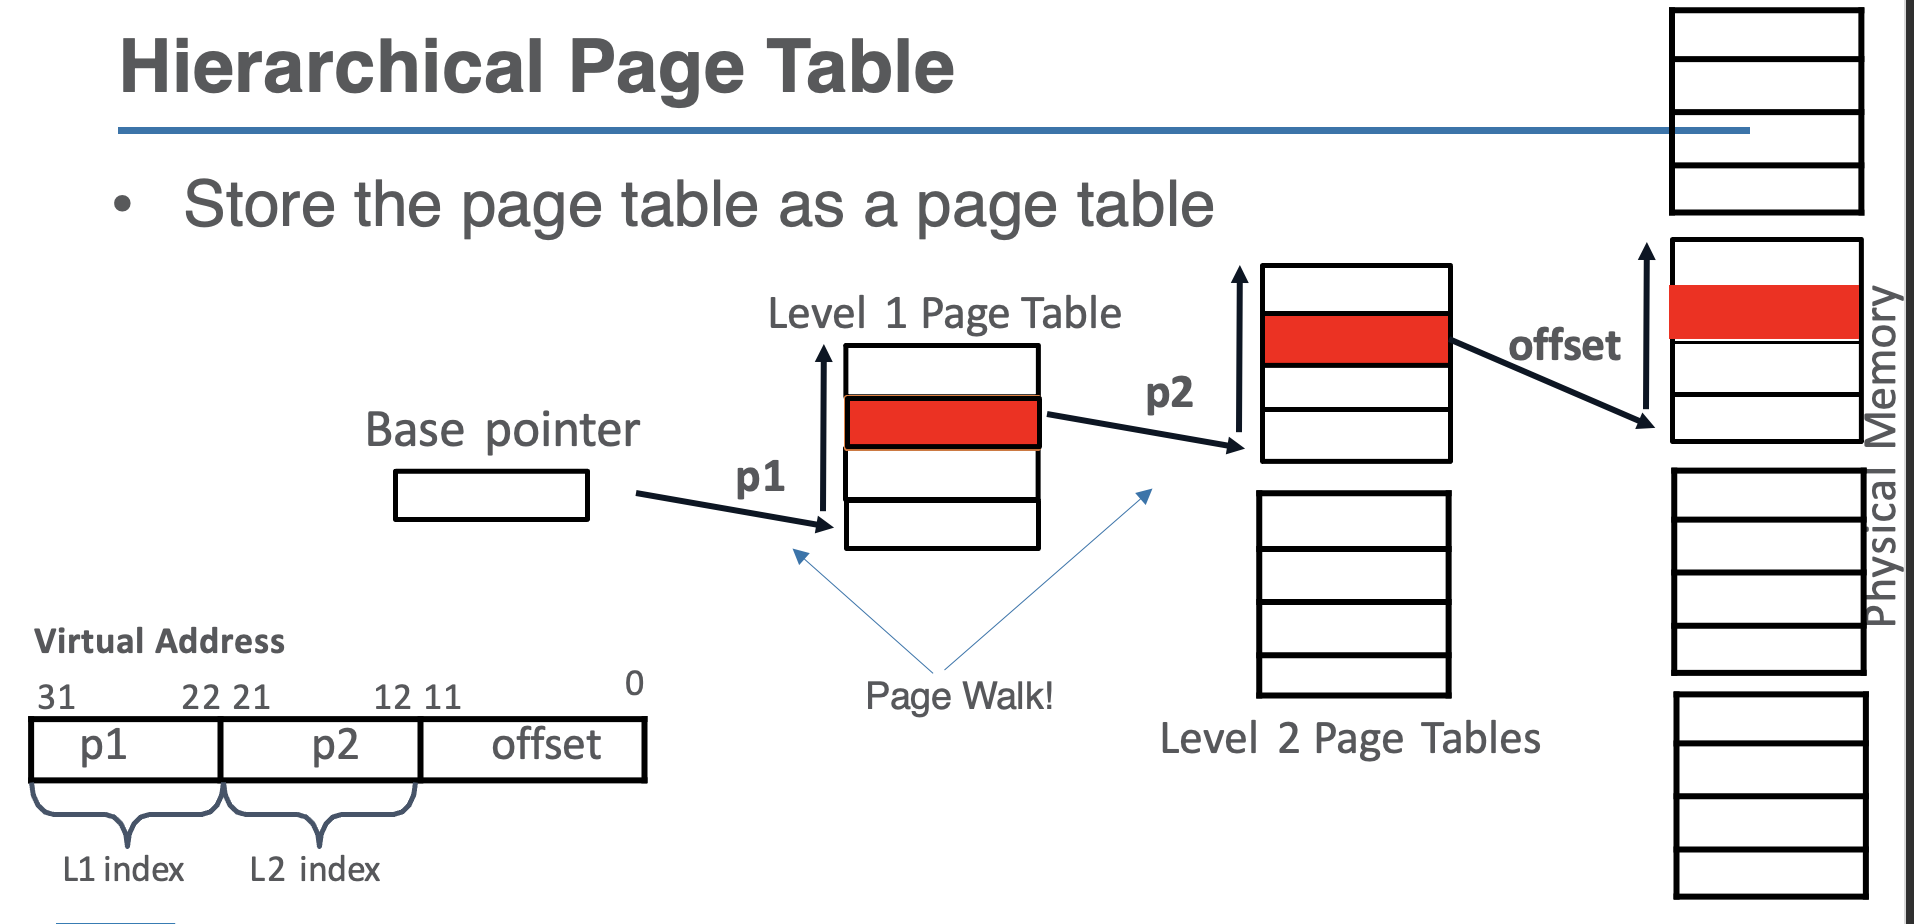 Hierarchical Page Table
• Store the page table as a page table
Level 1 Page Table
Base pointer
p1
p2
offset
Physical Memory
Virtual Address
31 22 21 12 11 0
p1 p2 offset
L1 index L2 index
Page Walk!
Level 2 Page Tables